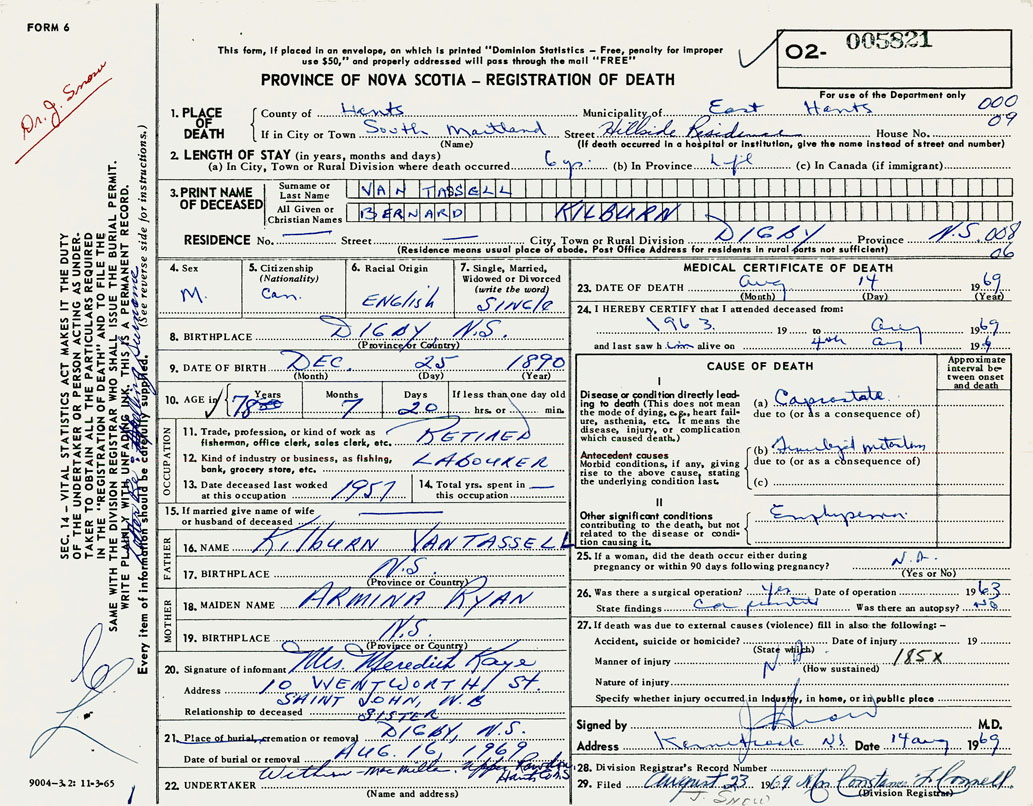 FORM 6
Dr. J. Snow
This form, if placed in an envelope, on which is printed "Dominion Statistics – Free, penalty for improper
use $50," and properly addressed will pass through the mail "FREE"
PROVINCE OF NOVA SCOTIA – REGISTRATION OF DEATH
O2- 005821
For use of the Department only
000
09
1. PLACE OF DEATH
County of Hants Municipality of East Hants
If in City or Town South Maitland Street Hillside Residence House No.
(Name) (If death occurred in a hospital or institution, give the name instead of street and number)
2. LENGTH OF STAY (in years, months and days)
(a) In City, Town or Rural Division where death occurred 6 yrs. (b) In Province Life (c) In Canada (if immigrant)
3. PRINT NAME OF DECEASED
Surname or Last Name VAN TASSELL
All Given or Christian Names BERNARD KILBURN
RESIDENCE No. — Street — City, Town or Rural Division DIGBY Province N.S. 008
06
(Residence means usual place of abode. Post Office Address for residents in rural parts not sufficient)
4. Sex M.
5. Citizenship (Nationality) Can.
6. Racial Origin ENGLISH
7. Single, Married, Widowed or Divorced (write the word) SINGLE
8. BIRTHPLACE DIGBY, N.S.
(Province or Country)
9. DATE OF BIRTH DEC. 25 1890
(Month) (Day) (Year)
10. AGE in Years 78 Months 7 Days 20 If less than one day old hrs. or min.
OCCUPATION
11. Trade, profession, or kind of work as fisherman, office clerk, sales clerk, etc. RETIRED
12. Kind of industry or business, as fishing, bank, grocery store, etc. LABOURER
13. Date deceased last worked at this occupation 1957
14. Total yrs. spent in this occupation —
15. If married give name of wife or husband of deceased —
FATHER
16. NAME KILBURN VANTASSELL
17. BIRTHPLACE N.S.
(Province or Country)
MOTHER
18. MAIDEN NAME ARMINA RYAN
19. BIRTHPLACE N.S.
(Province or Country)
20. Signature of informant Mrs. Meredith Kaye
Address 10 WENTWORTH St.
SAINT JOHN, N.B
Relationship to deceased SISTER
21. Place of burial, cremation or removal DIGBY, N.S.
Date of burial or removal AUG. 16, 1969
22. UNDERTAKER
(Name and address)
MEDICAL CERTIFICATE OF DEATH
23. DATE OF DEATH Aug 14 1969
(Month) (Day) (Year)
24. I HEREBY CERTIFY that I attended deceased from:
1963. 19 to Aug 1969
and last saw him alive on
CAUSE OF DEATH
Approximate interval between onset and death
I
Disease or condition directly leading to death (This does not mean the mode of dying, e.g., heart failure, asthenia, etc. It means the disease, injury, or complication which caused death.)
(a) Ca prostate
due to (or as a consequence of)
Antecedent causes
Morbid conditions, if any, giving rise to the above cause, stating the underlying condition last.
(b)
due to (or as a consequence of)
(c)
II
Other significant conditions contributing to the death, but not related to the disease or condition causing it.
Emphysema
25. If a woman, did the death occur either during pregnancy or within 90 days following pregnancy? N.A.
(Yes or No)
26. Was there a surgical operation? Yes Date of operation 1963
State findings Ca prostate Was there an autopsy? No
27. If death was due to external causes (violence) fill in also the following: –
Accident, suicide or homicide? Date of injury 19
(State which)
Manner of injury 185X
(How sustained)
Nature of injury
Specify whether injury occurred in industry, in home, or in public place
Signed by M.D.
Address Date 14 Aug 1969
28. Division Registrar's Record Number
29. Filed August 23 1969
(Division Registrar)
SEC. 14 – VITAL STATISTICS ACT MAKES IT THE DUTY
OF THE UNDERTAKER OR PERSON ACTING AS UNDER-
TAKER TO OBTAIN ALL THE PARTICULARS REQUIRED
IN THE "REGISTRATION OF DEATH" AND TO FILE THE
SAME WITH THE DIVISION REGISTRAR WHO SHALL ISSUE THE BURIAL PERMIT.
WRITE PLAINLY WITH UNFADING INK. THIS IS A PERMANENT RECORD.
Every item of information should be carefully supplied. (See reverse side for instructions.)
9004-3.2: 11-3-65